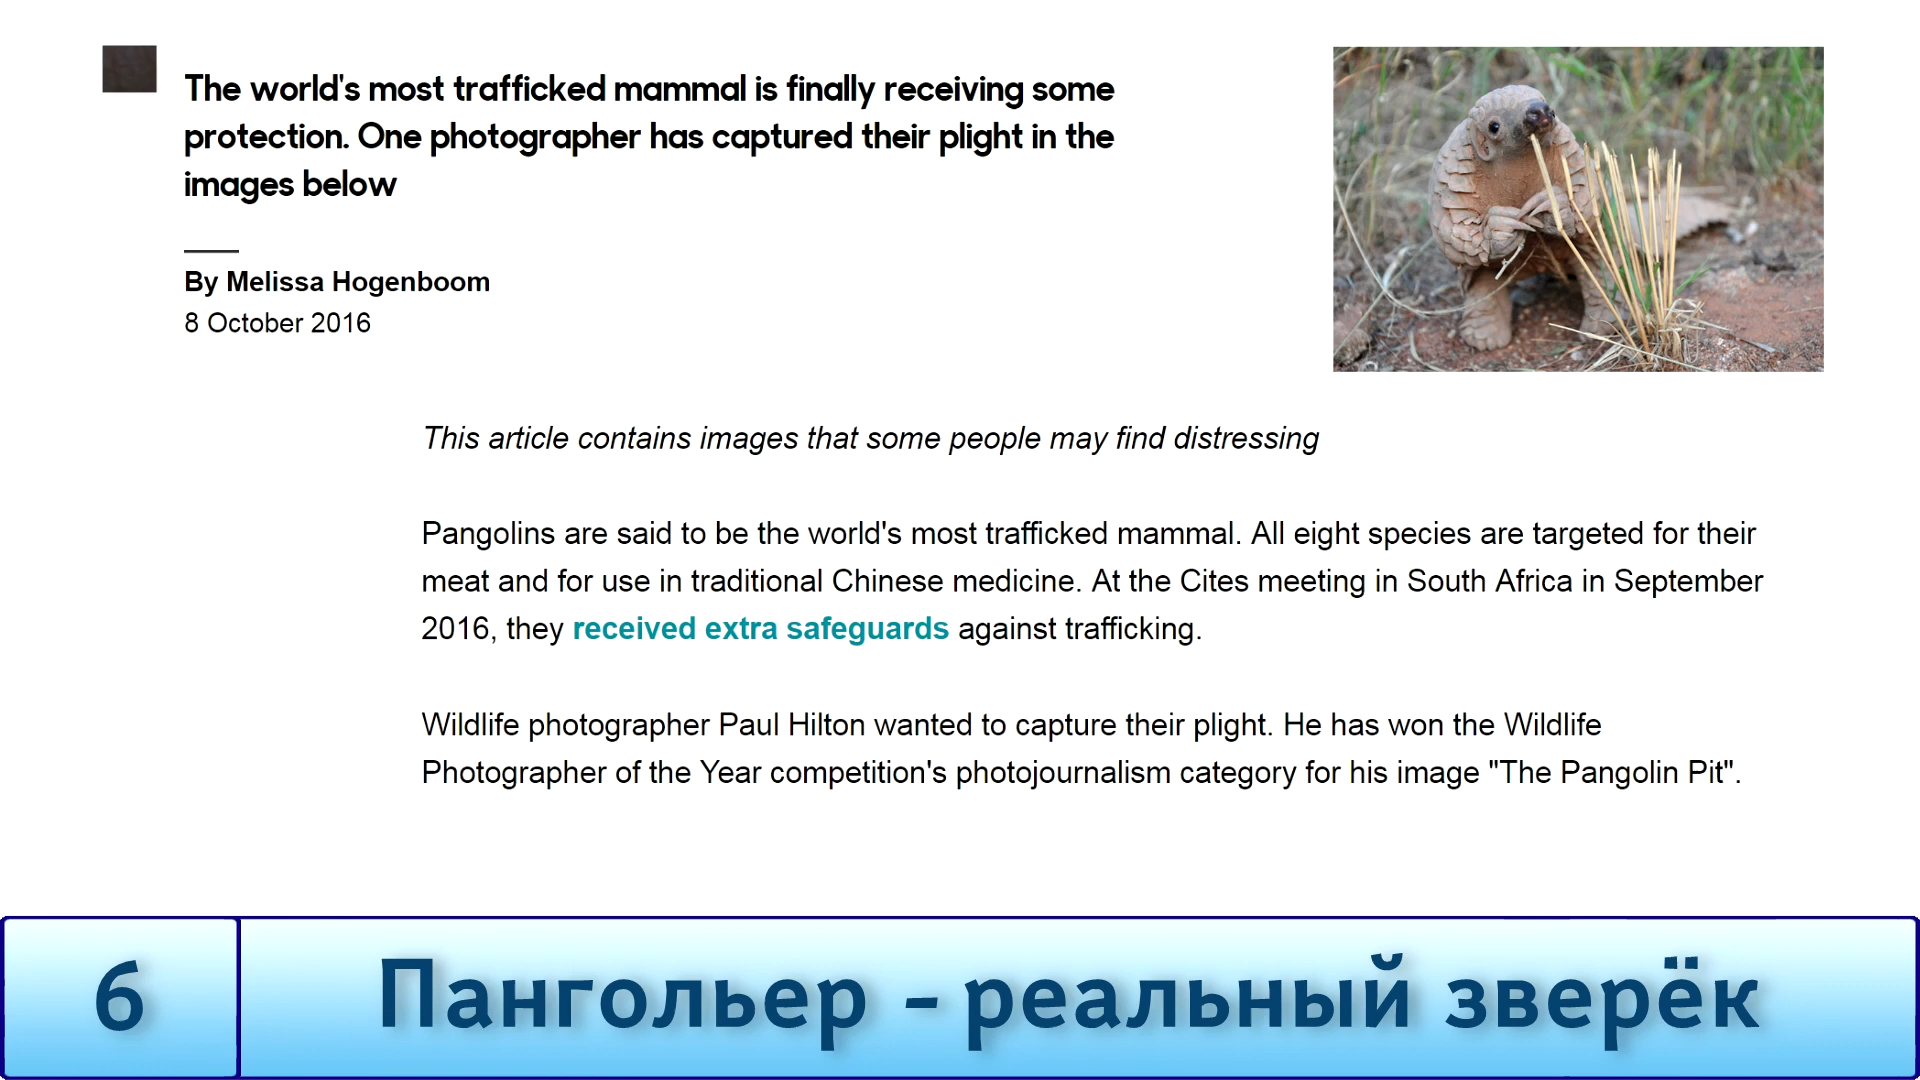 The world's most trafficked mammal is finally receiving some
protection. One photographer has captured their plight in the
images below
By Melissa Hogenboom
8 October 2016
This article contains images that some people may find distressing
Pangolins are said to be the world's most trafficked mammal. All eight species are targeted for their
meat and for use in traditional Chinese medicine. At the Cites meeting in South Africa in September
2016, they received extra safeguards against trafficking.
Wildlife photographer Paul Hilton wanted to capture their plight. He has won the Wildlife
Photographer of the Year competition's photojournalism category for his image "The Pangolin Pit".
6
Пангольер - реальный зверёк